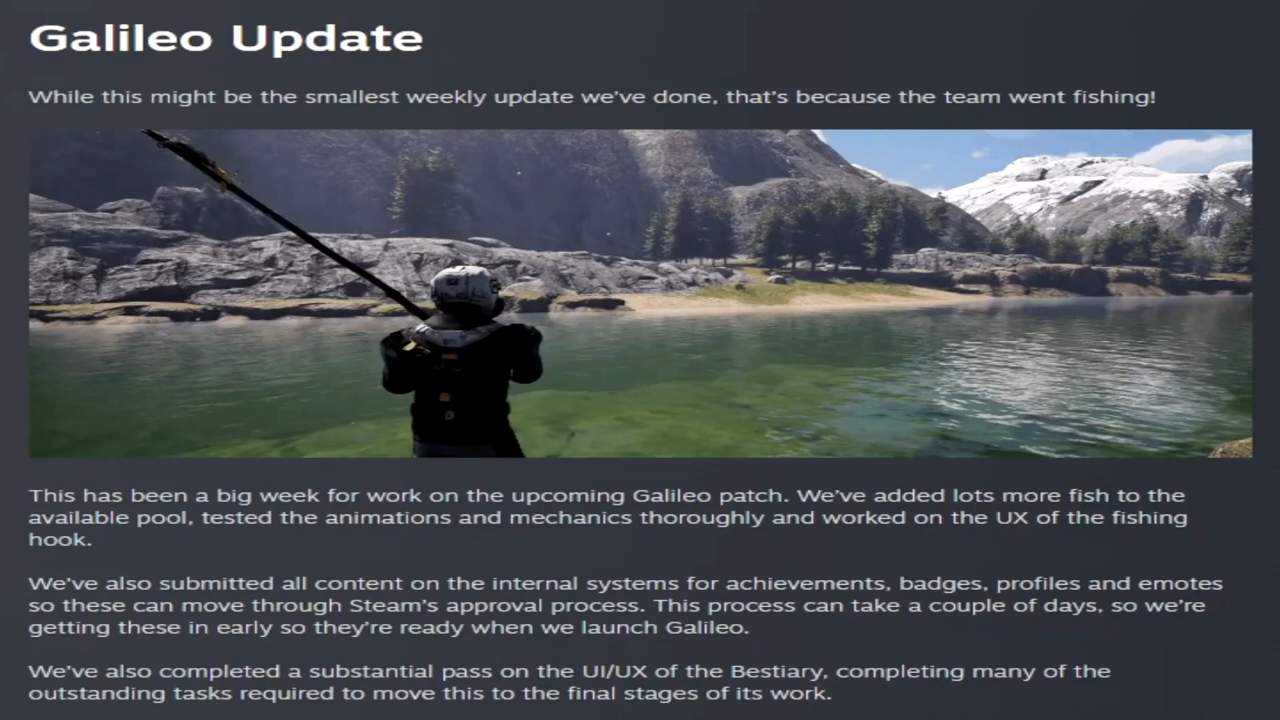 Galileo Update
While this might be the smallest weekly update we've done, that's because the team went fishing!
This has been a big week for work on the upcoming Galileo patch. We've added lots more fish to the
available pool, tested the animations and mechanics thoroughly and worked on the UX of the fishing
hook.
We've also submitted all content on the internal systems for achievements, badges, profiles and emotes
so these can move through Steam's approval process. This process can take a couple of days, so we're
getting these in early so they're ready when we launch Galileo.
We've also completed a substantial pass on the UI/UX of the Bestiary, completing many of the
outstanding tasks required to move this to the final stages of its work.